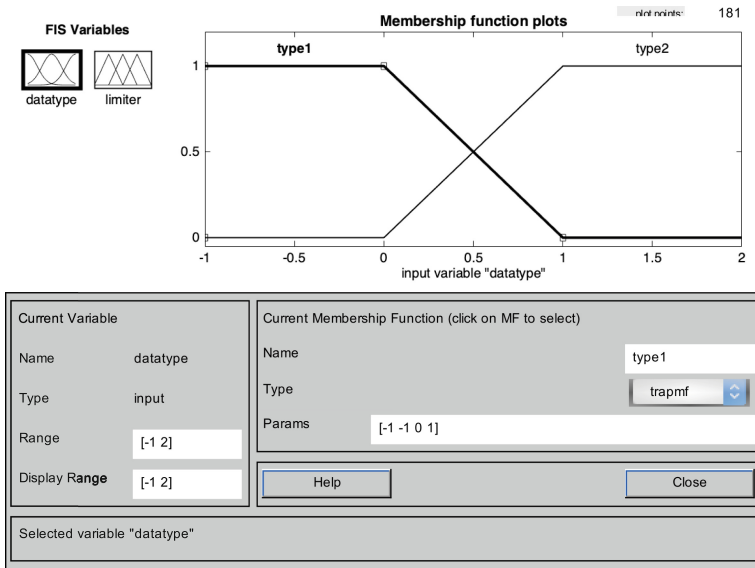 plot points: 181
FIS Variables
Membership function plots
datatype
limiter
type1
type2
1
0.5
0
-1 -0.5 0 0.5 1 1.5 2
input variable "datatype"
Current Variable
Name datatype
Type input
Range [-1 2]
Display Range [-1 2]
Current Membership Function (click on MF to select)
Name type1
Type trapmf
Params [-1 -1 0 1]
Help
Close
Selected variable "datatype"